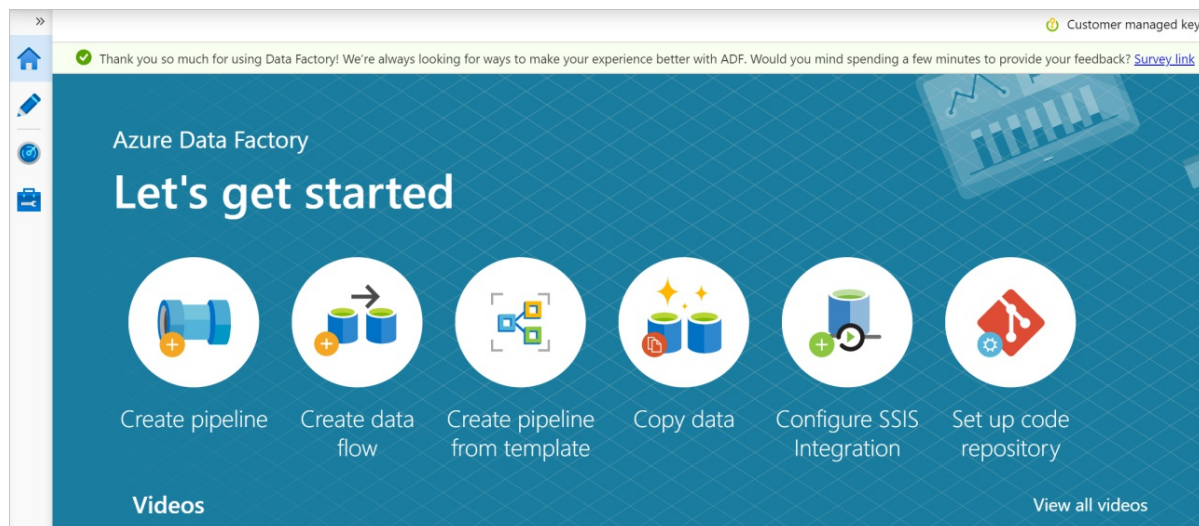 »
Customer managed key
Thank you so much for using Data Factory! We're always looking for ways to make your experience better with ADF. Would you mind spending a few minutes to provide your feedback? Survey link
Azure Data Factory
Let's get started
Create pipeline
Create data
flow
Create pipeline
from template
Copy data
Configure SSIS
Integration
Set up code
repository
Videos
View all videos